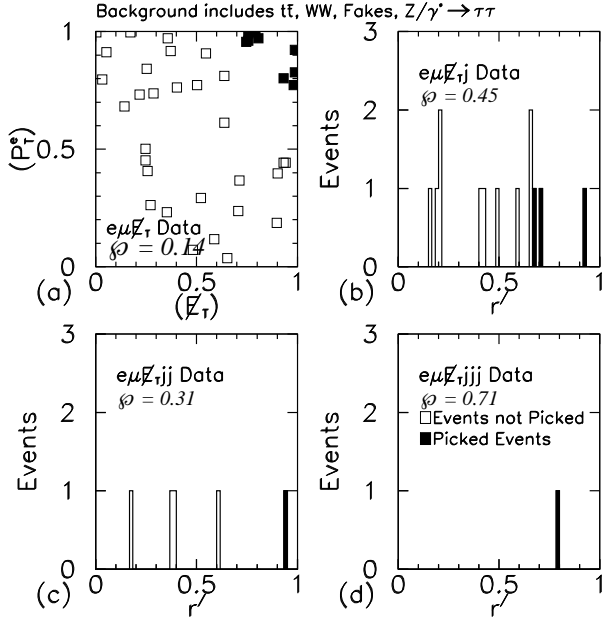 Background includes tt̄, WW, Fakes, Z/γ*→ττ
1
0.5
0
0
0.5
1
(P_T^e)
eμE̸_T Data
℘ = 0.14
(a)
(E̸_T)
3
2
1
0
0
0.5
1
Events
eμE̸_Tj Data
℘ = 0.45
(b)
r′
3
2
1
0
0
0.5
1
Events
eμE̸_Tjj Data
℘ = 0.31
(c)
r′
3
2
1
0
0
0.5
1
Events
eμE̸_Tjjj Data
℘ = 0.71
Events not Picked
Picked Events
(d)
r′